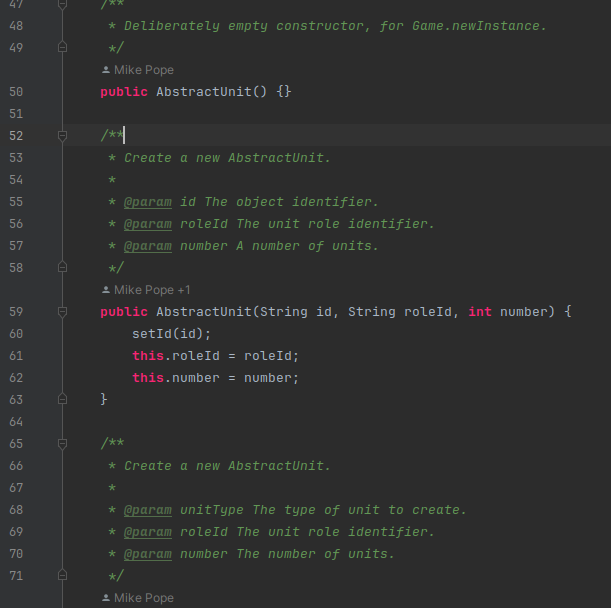 47 /**
48 * Deliberately empty constructor, for Game.newInstance.
49 */
Mike Pope
50 public AbstractUnit() {}
51
52 /**
53 * Create a new AbstractUnit.
54 *
55 * @param id The object identifier.
56 * @param roleId The unit role identifier.
57 * @param number A number of units.
58 */
Mike Pope +1
59 public AbstractUnit(String id, String roleId, int number) {
60 setId(id);
61 this.roleId = roleId;
62 this.number = number;
63 }
64
65 /**
66 * Create a new AbstractUnit.
67 *
68 * @param unitType The type of unit to create.
69 * @param roleId The unit role identifier.
70 * @param number The number of units.
71 */
Mike Pope